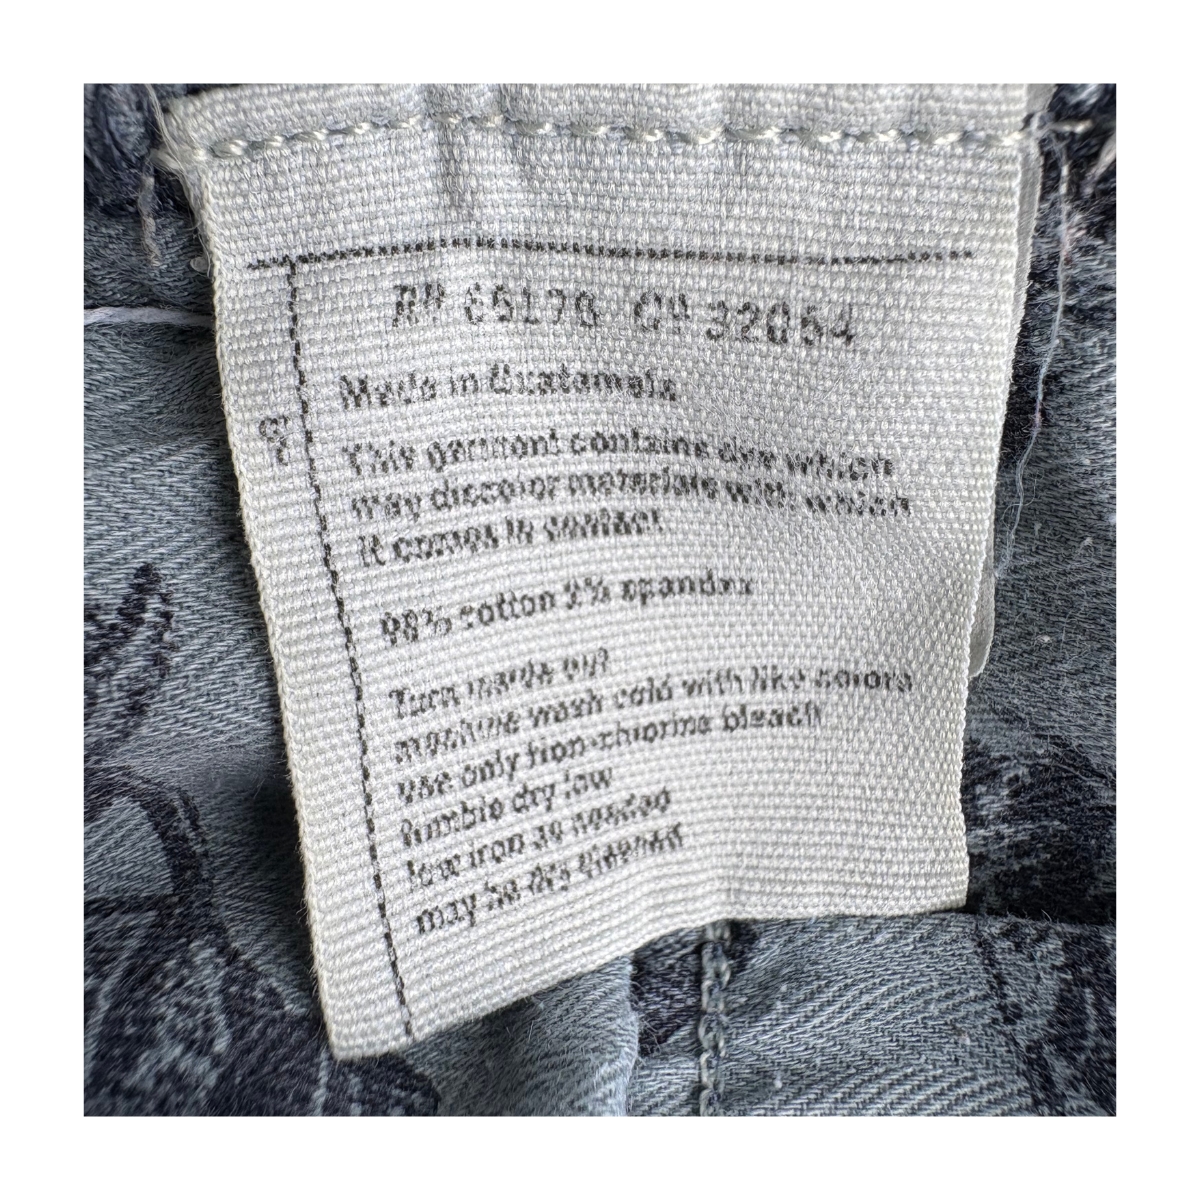 RN 65178 CA 32054
Made in Guatemala
This garment contains dye which
may discolor materials with which
it comes in contact
98% cotton 2% spandex
Turn inside out
machine wash cold with like colors
use only non-chlorine bleach
tumble dry low
low iron as needed
may be dry cleaned